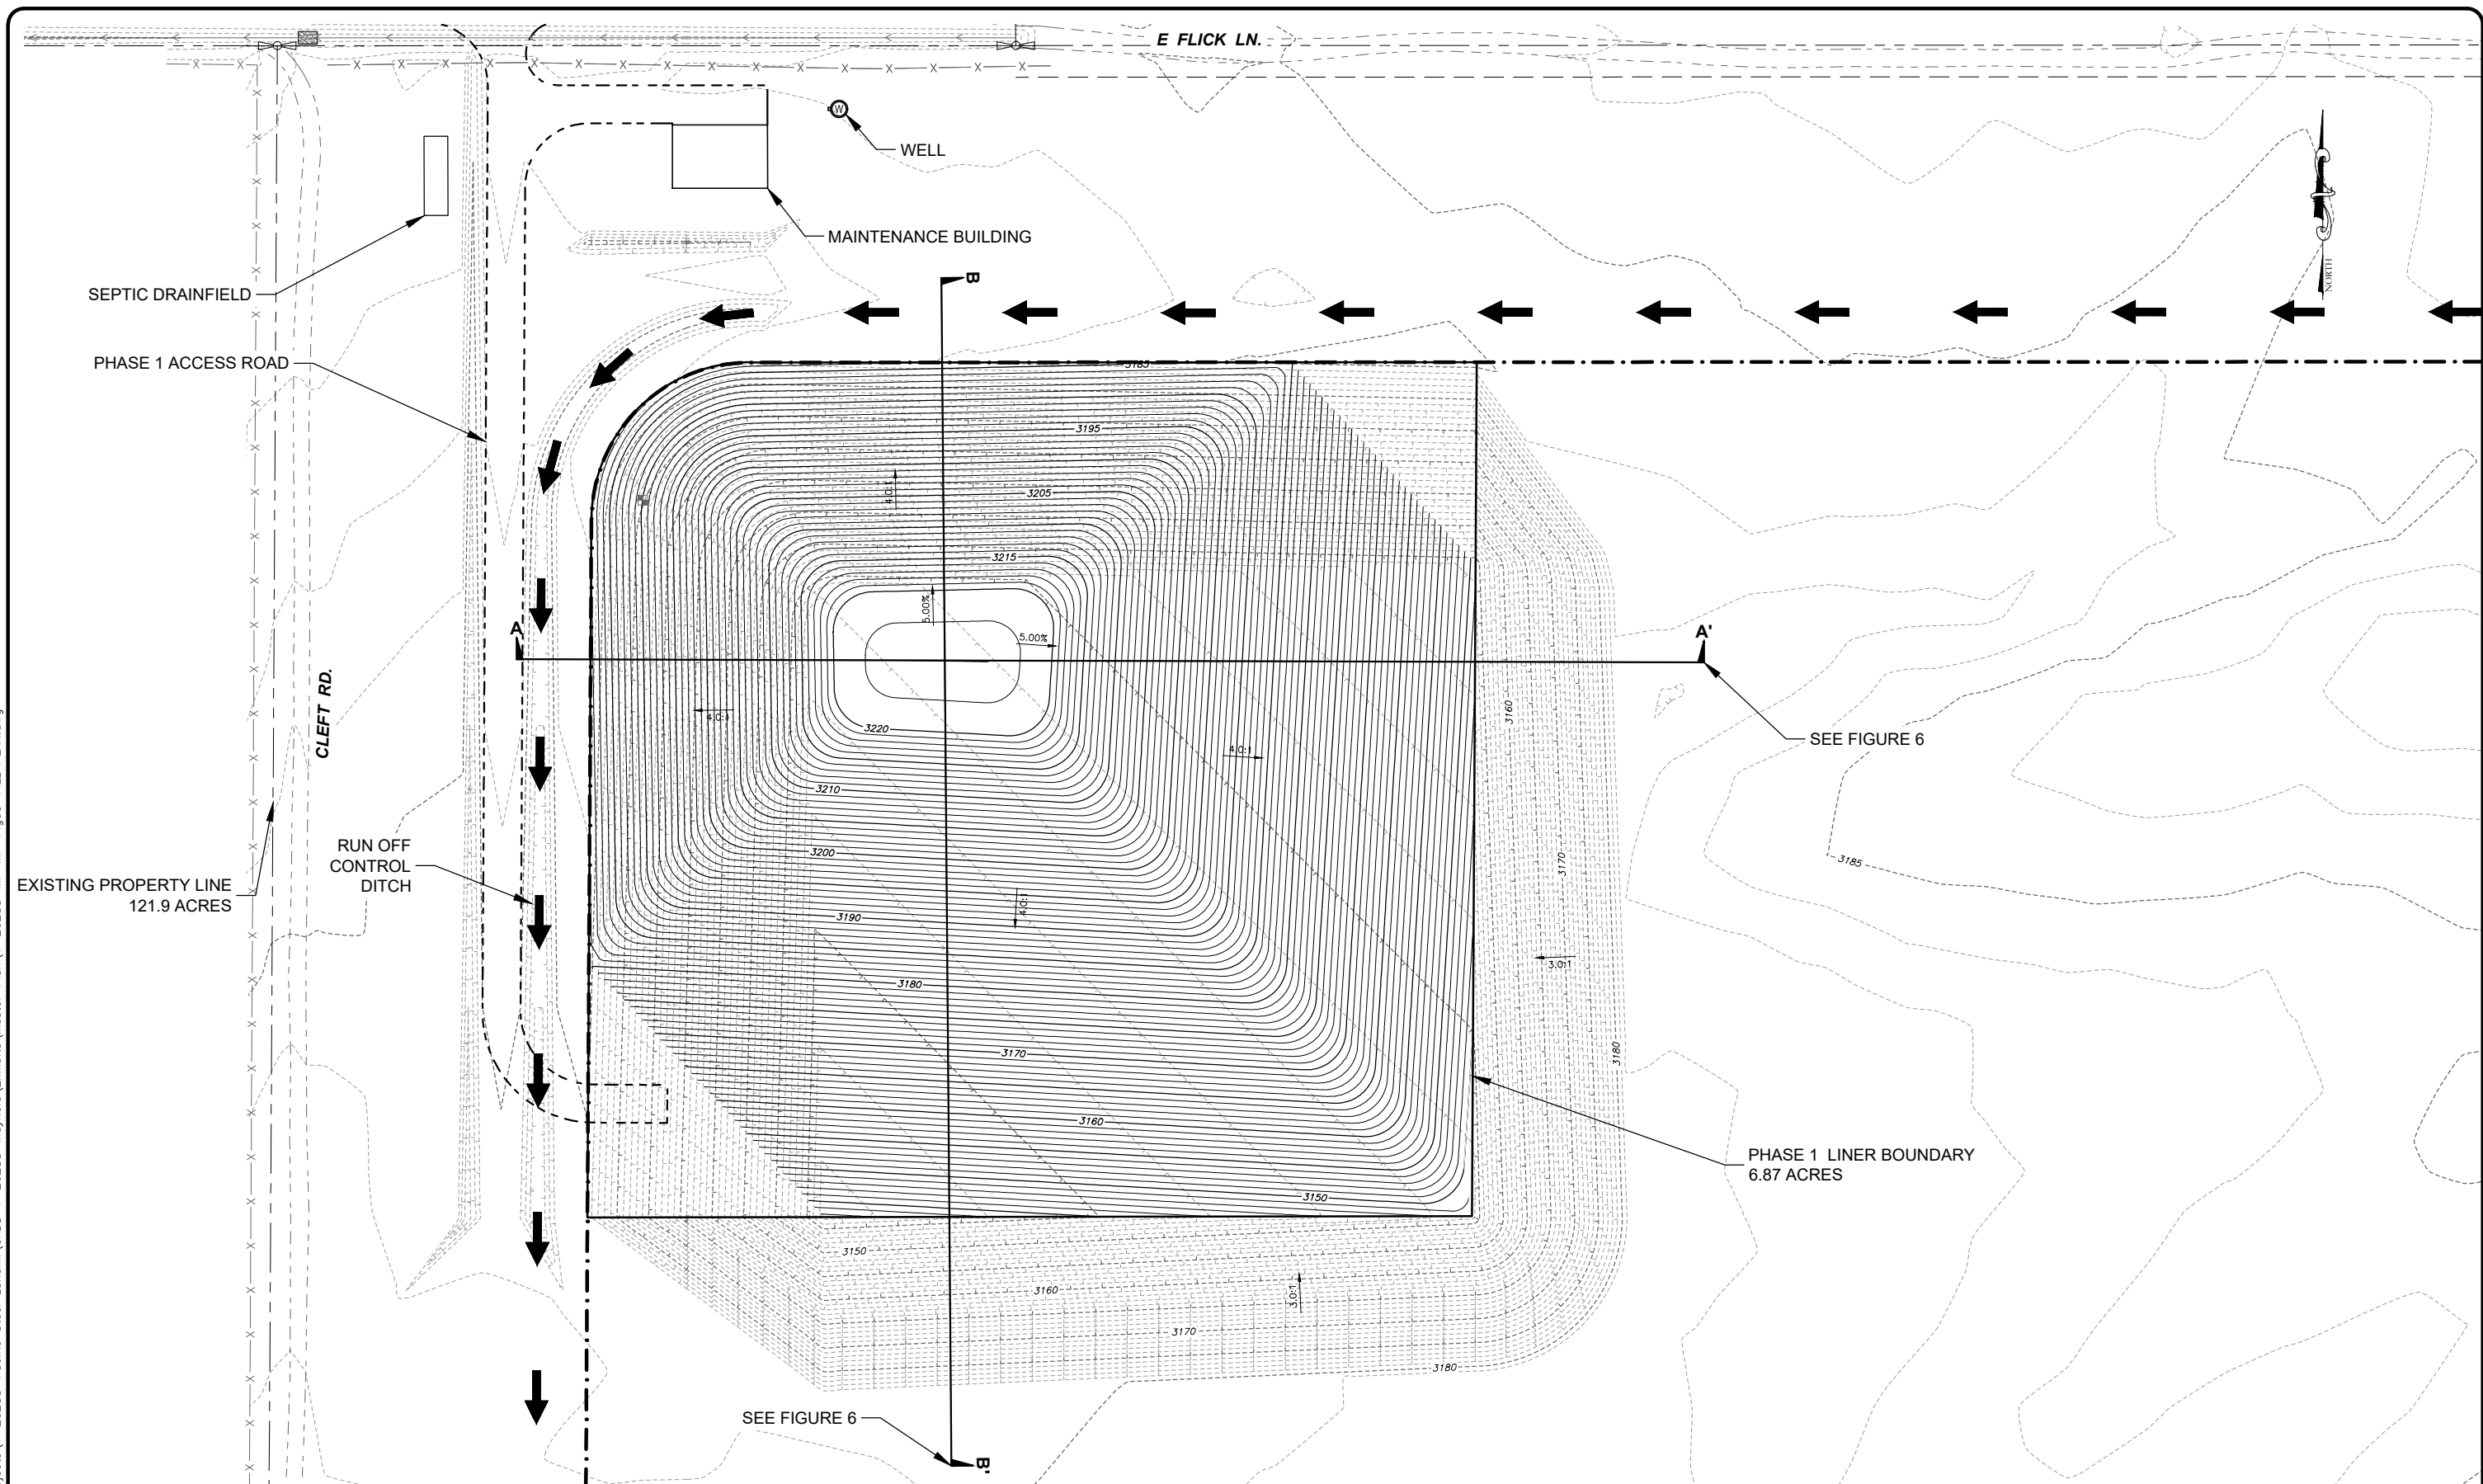 E FLICK LN.
WELL
MAINTENANCE BUILDING
W
NORTH
SEPTIC DRAINFIELD
B
PHASE 1 ACCESS ROAD
3185
3195
4.0:1
3205
3215
5.00%
5.00%
A
A'
CLEFT RD.
4.0:1
3220
4.0:1
3160
SEE FIGURE 6
3210
RUN OFF
CONTROL
DITCH
3200
3170
3185
EXISTING PROPERTY LINE
121.9 ACRES
3190
4.0:1
3.0:1
3180
3170
3180
3160
PHASE 1 LINER BOUNDARY
6.87 ACRES
3150
3150
3160
3.0:1
3170
3180
SEE FIGURE 6
B'